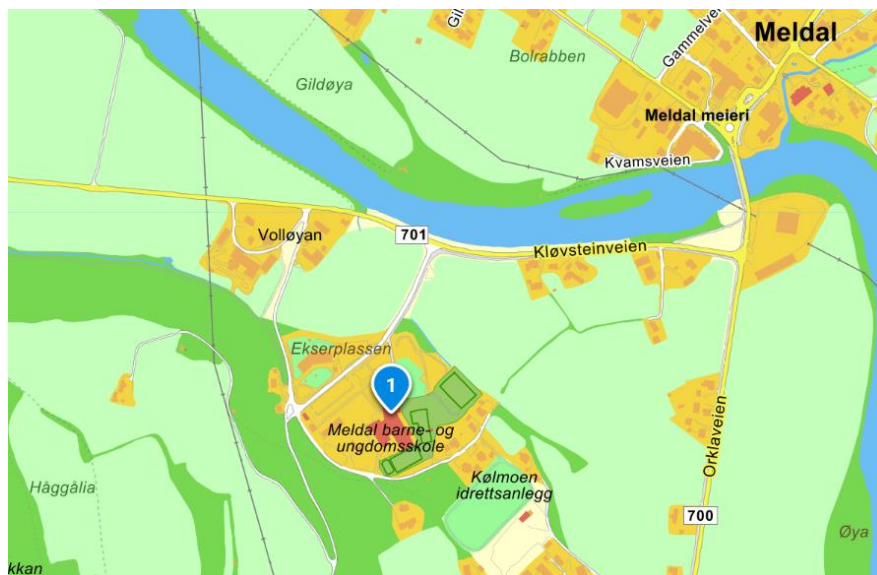 Meldal
Gammelvei
Bolrabben
Gildøya
Meldal meieri
Kvamsveien
Volløyan
701
Kløvsteinveien
Ekserplassen
1
Meldal barne- og
ungdomsskole
Orklaveien
Kølmoen
idrettsanlegg
Håggålia
700
Øya
kkan